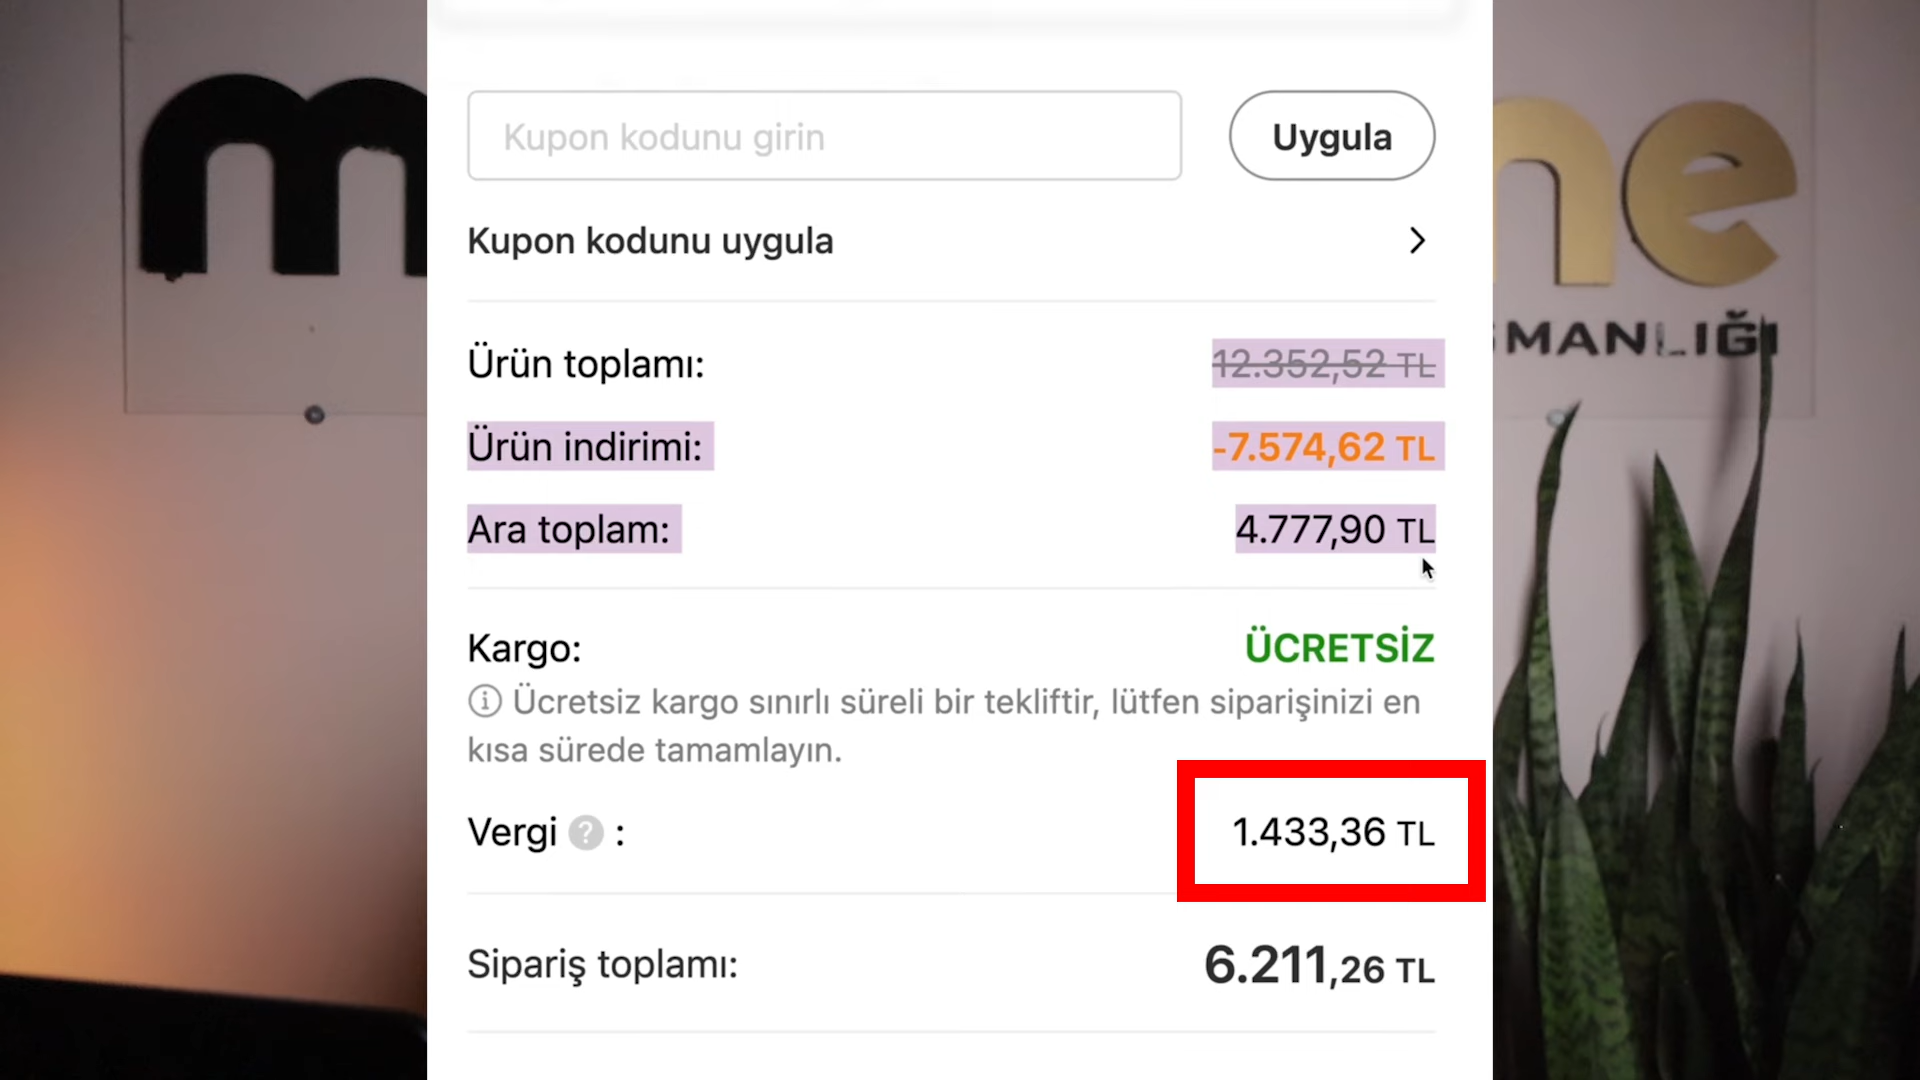 m
ne
Kupon kodunu girin
Uygula
Kupon kodunu uygula
Ürün toplamı:
12.352,52 TL
Ürün indirimi:
-7.574,62 TL
Ara toplam:
4.777,90 TL
Kargo:
ÜCRETSİZ
Ücretsiz kargo sınırlı süreli bir tekliftir, lütfen siparişinizi en
kısa sürede tamamlayın.
Vergi ? :
1.433,36 TL
Sipariş toplamı:
6.211,26 TL